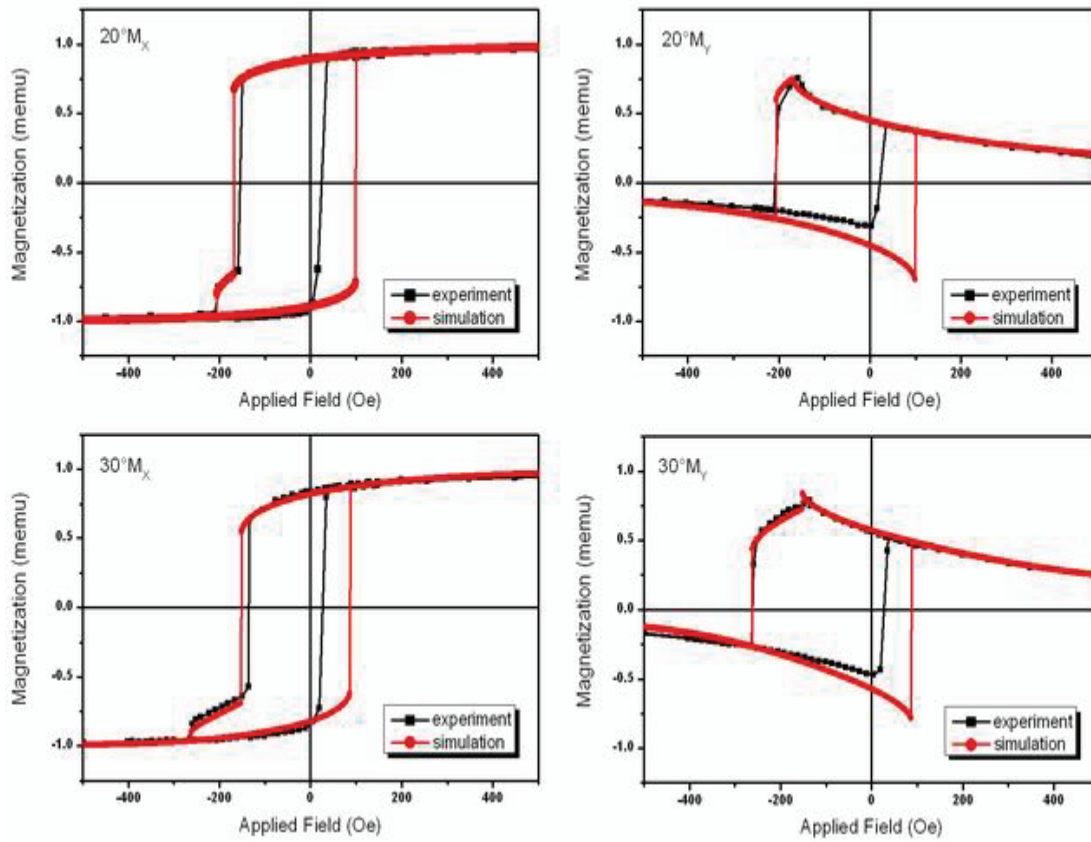 20°M_X
1.0
0.5
0.0
-0.5
-1.0
-400 -200 0 200 400
Magnetization (memu)
Applied Field (Oe)
experiment
simulation
20°M_Y
1.0
0.5
0.0
-0.5
-1.0
-400 -200 0 200 400
Magnetization (memu)
Applied Field (Oe)
experiment
simulation
30°M_X
1.0
0.5
0.0
-0.5
-1.0
-400 -200 0 200 400
Magnetization (memu)
Applied Field (Oe)
experiment
simulation
30°M_Y
1.0
0.5
0.0
-0.5
-1.0
-400 -200 0 200 400
Magnetization (memu)
Applied Field (Oe)
experiment
simulation